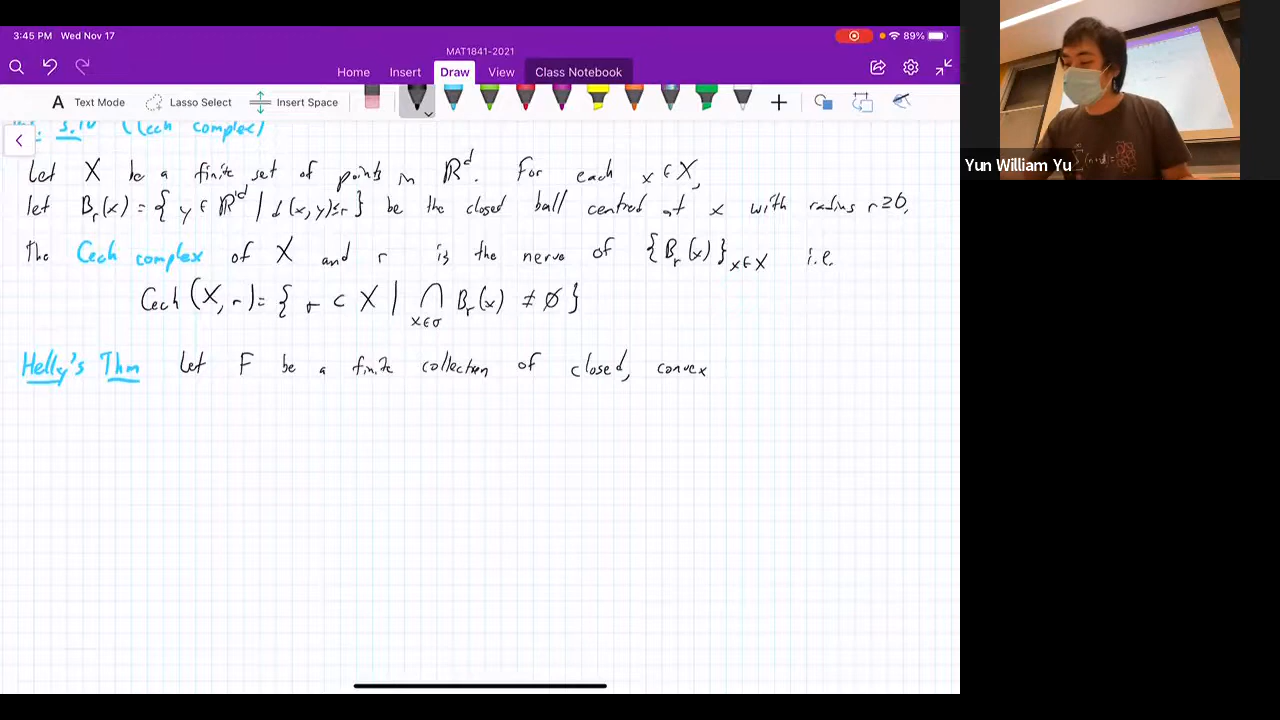 3:45 PM Wed Nov 17
89%
MAT1841-2021
Home Insert Draw View Class Notebook
Text Mode Lasso Select Insert Space
(Cech complex)
Let X be a finite set of points in ℝ^d. For each x ∈ X,
let B_r(x) = { y ∈ ℝ^d | d(x, y) ≤ r } be the closed ball centred at x with radius r ≥ 0.
The Cech complex of X and r is the nerve of {B_r(x)}_{x∈X} i.e.
Cech (X, r) = { σ ⊂ X | ⋂_{x∈σ} B_r(x) ≠ ∅ }
Helly's Thm Let F be a finite collection of closed, convex
Yun William Yu